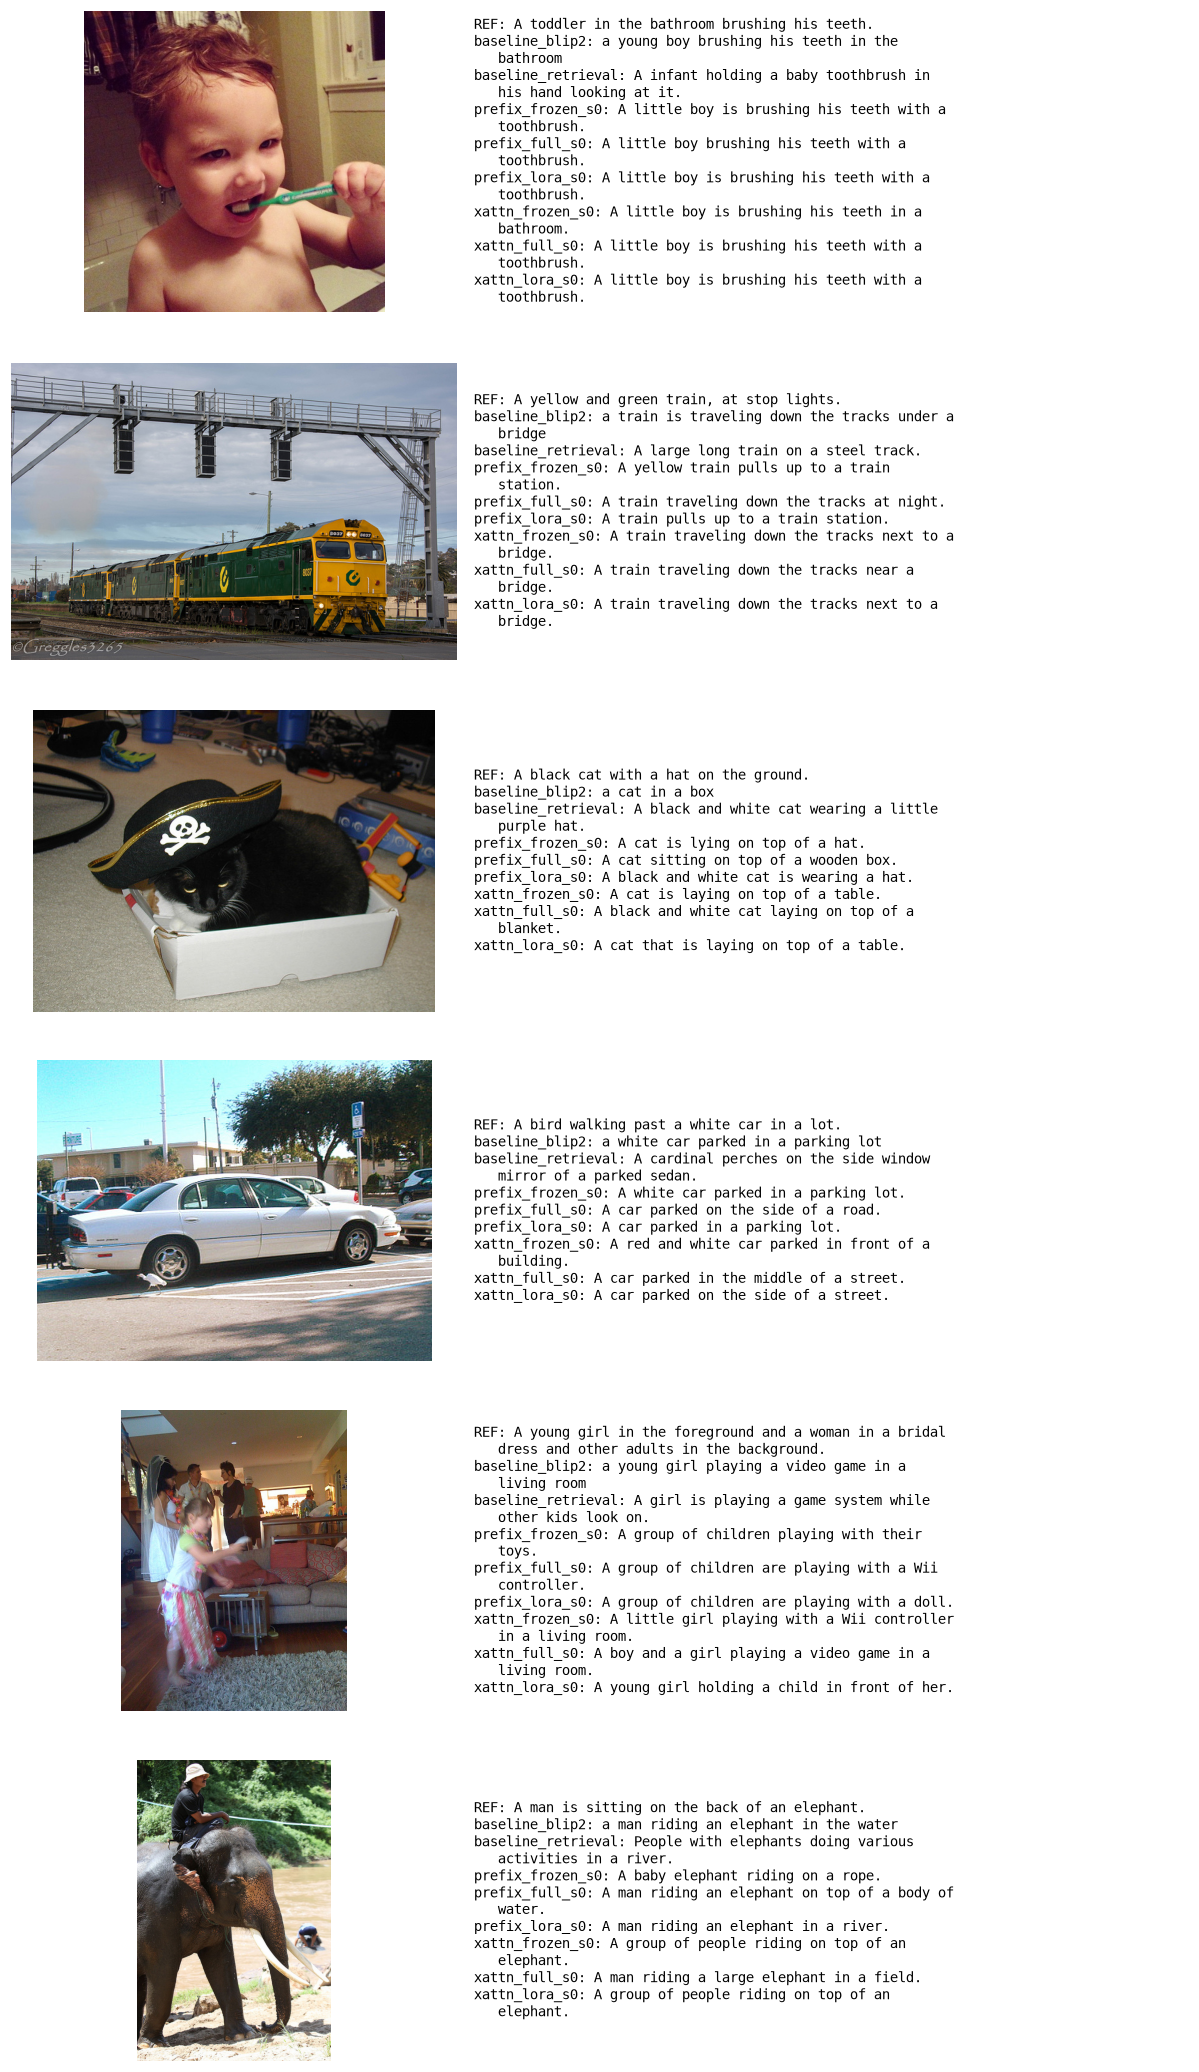 REF: A toddler in the bathroom brushing his teeth.
baseline_blip2: a young boy brushing his teeth in the
bathroom
baseline_retrieval: A infant holding a baby toothbrush in
his hand looking at it.
prefix_frozen_s0: A little boy is brushing his teeth with a
toothbrush.
prefix_full_s0: A little boy brushing his teeth with a
toothbrush.
prefix_lora_s0: A little boy is brushing his teeth with a
toothbrush.
xattn_frozen_s0: A little boy is brushing his teeth in a
bathroom.
xattn_full_s0: A little boy is brushing his teeth with a
toothbrush.
xattn_lora_s0: A little boy is brushing his teeth with a
toothbrush.
8037
©Greggles3265
REF: A yellow and green train, at stop lights.
baseline_blip2: a train is traveling down the tracks under a
bridge
baseline_retrieval: A large long train on a steel track.
prefix_frozen_s0: A yellow train pulls up to a train
station.
prefix_full_s0: A train traveling down the tracks at night.
prefix_lora_s0: A train pulls up to a train station.
xattn_frozen_s0: A train traveling down the tracks next to a
bridge.
xattn_full_s0: A train traveling down the tracks near a
bridge.
xattn_lora_s0: A train traveling down the tracks next to a
bridge.
REF: A black cat with a hat on the ground.
baseline_blip2: a cat in a box
baseline_retrieval: A black and white cat wearing a little
purple hat.
prefix_frozen_s0: A cat is lying on top of a hat.
prefix_full_s0: A cat sitting on top of a wooden box.
prefix_lora_s0: A black and white cat is wearing a hat.
xattn_frozen_s0: A cat is laying on top of a table.
xattn_full_s0: A black and white cat laying on top of a
blanket.
xattn_lora_s0: A cat that is laying on top of a table.
REF: A bird walking past a white car in a lot.
baseline_blip2: a white car parked in a parking lot
baseline_retrieval: A cardinal perches on the side window
mirror of a parked sedan.
prefix_frozen_s0: A white car parked in a parking lot.
prefix_full_s0: A car parked on the side of a road.
prefix_lora_s0: A car parked in a parking lot.
xattn_frozen_s0: A red and white car parked in front of a
building.
xattn_full_s0: A car parked in the middle of a street.
xattn_lora_s0: A car parked on the side of a street.
REF: A young girl in the foreground and a woman in a bridal
dress and other adults in the background.
baseline_blip2: a young girl playing a video game in a
living room
baseline_retrieval: A girl is playing a game system while
other kids look on.
prefix_frozen_s0: A group of children playing with their
toys.
prefix_full_s0: A group of children are playing with a Wii
controller.
prefix_lora_s0: A group of children are playing with a doll.
xattn_frozen_s0: A little girl playing with a Wii controller
in a living room.
xattn_full_s0: A boy and a girl playing a video game in a
living room.
xattn_lora_s0: A young girl holding a child in front of her.
REF: A man is sitting on the back of an elephant.
baseline_blip2: a man riding an elephant in the water
baseline_retrieval: People with elephants doing various
activities in a river.
prefix_frozen_s0: A baby elephant riding on a rope.
prefix_full_s0: A man riding an elephant on top of a body of
water.
prefix_lora_s0: A man riding an elephant in a river.
xattn_frozen_s0: A group of people riding on top of an
elephant.
xattn_full_s0: A man riding a large elephant in a field.
xattn_lora_s0: A group of people riding on top of an
elephant.